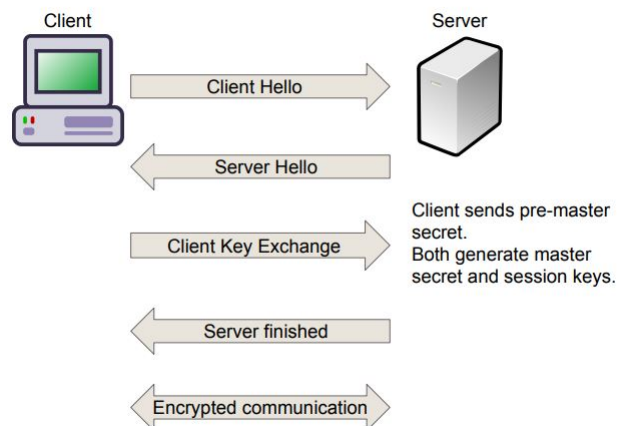 Client
Server
Client Hello
Server Hello
Client Key Exchange
Client sends pre-master
secret.
Both generate master
secret and session keys.
Server finished
Encrypted communication